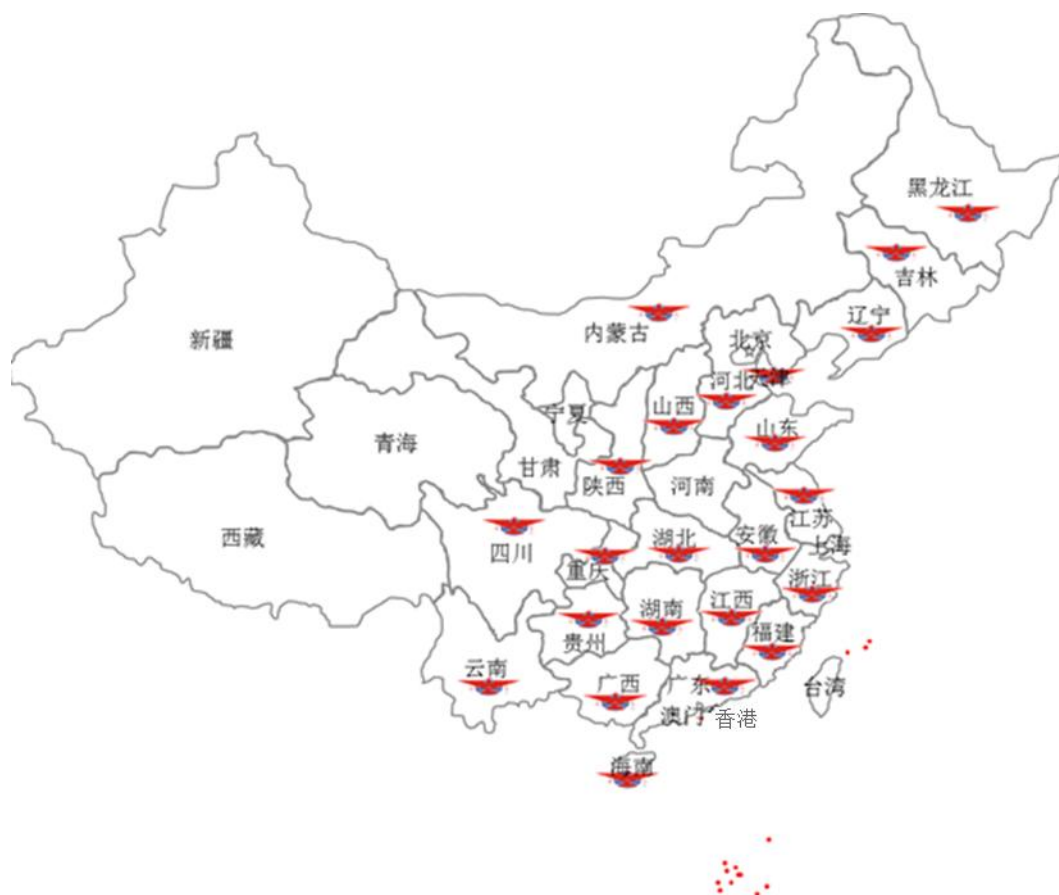 黑龙江
吉林
辽宁
内蒙古
北京
新疆
天津
河北
山西
宁夏
山东
青海
甘肃
陕西
河南
江苏
西藏
四川
湖北
安徽
上海
重庆
浙江
湖南
江西
贵州
福建
云南
广西
广东
台湾
澳门
香港
海南